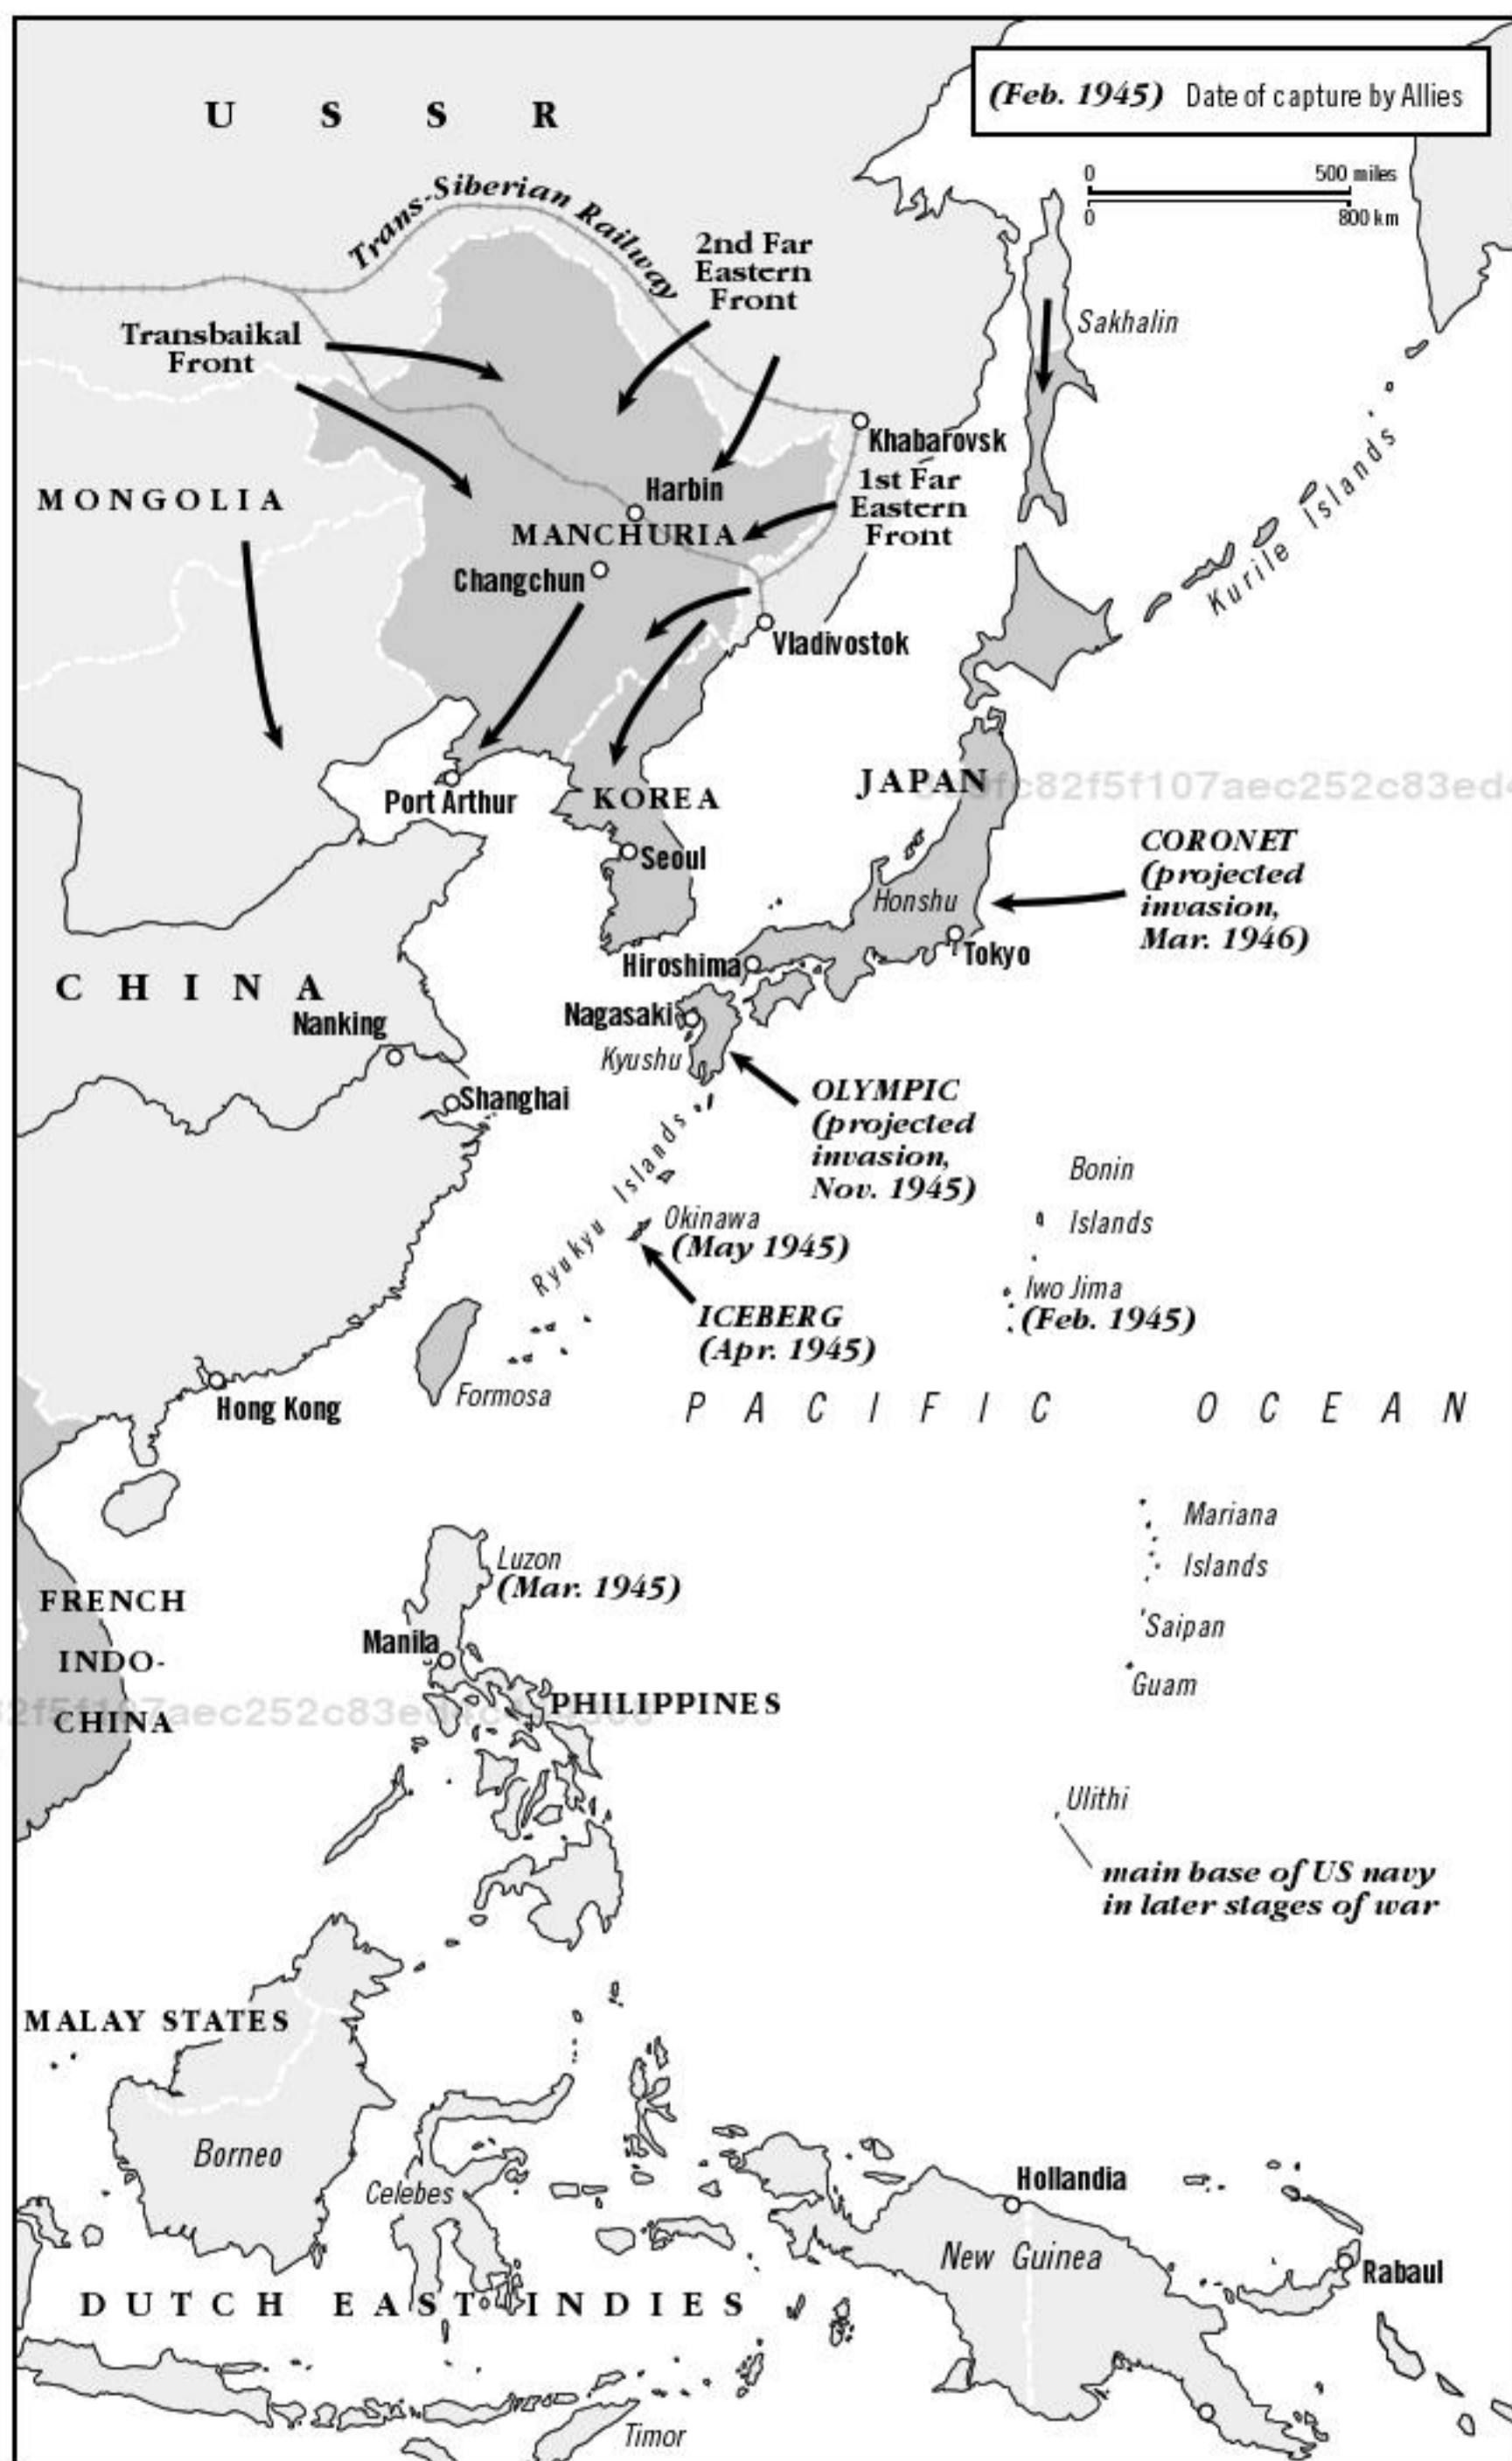 (Feb. 1945) Date of capture by Allies
0 500 miles
0 800 km
U S S R
Trans-Siberian Railway
2nd Far
Eastern
Front
Transbaikal
Front
Sakhalin
Khabarovsk
MONGOLIA
Harbin
1st Far
Eastern
Front
MANCHURIA
Changchun
Kurile Islands
Vladivostok
JAPAN
Port Arthur
KOREA
CORONET
(projected
invasion,
Mar. 1946)
Seoul
Honshu
Tokyo
Hiroshima
CHINA
Nanking
Nagasaki
Kyushu
Shanghai
OLYMPIC
(projected
invasion,
Nov. 1945)
Ryukyu Islands
Bonin
Islands
Okinawa
(May 1945)
Iwo Jima
(Feb. 1945)
ICEBERG
(Apr. 1945)
Formosa
Hong Kong
PACIFIC OCEAN
Mariana
Islands
Luzon
(Mar. 1945)
FRENCH
INDO-
CHINA
Saipan
Manila
Guam
PHILIPPINES
Ulithi
main base of US navy
in later stages of war
MALAY STATES
Borneo
Celebes
Hollandia
New Guinea
Rabaul
DUTCH EAST INDIES
Timor